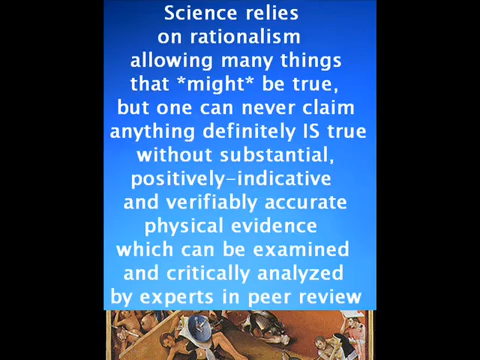 Science relies
on rationalism
allowing many things
that *might* be true,
but one can never claim
anything definitely IS true
without substantial,
positively-indicative
and verifiably accurate
physical evidence
which can be examined
and critically analyzed
by experts in peer review